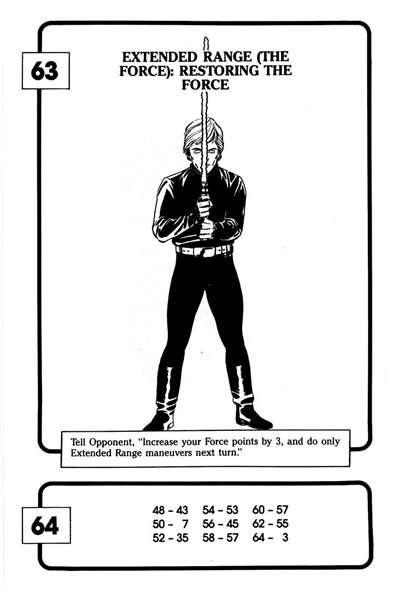 63
EXTENDED RANGE (THE
FORCE): RESTORING THE
FORCE
Tell Opponent, “Increase your Force points by 3, and do only
Extended Range maneuvers next turn.”
64
48 – 43 54 – 53 60 – 57
50 – 7 56 – 45 62 – 55
52 – 35 58 – 57 64 – 3